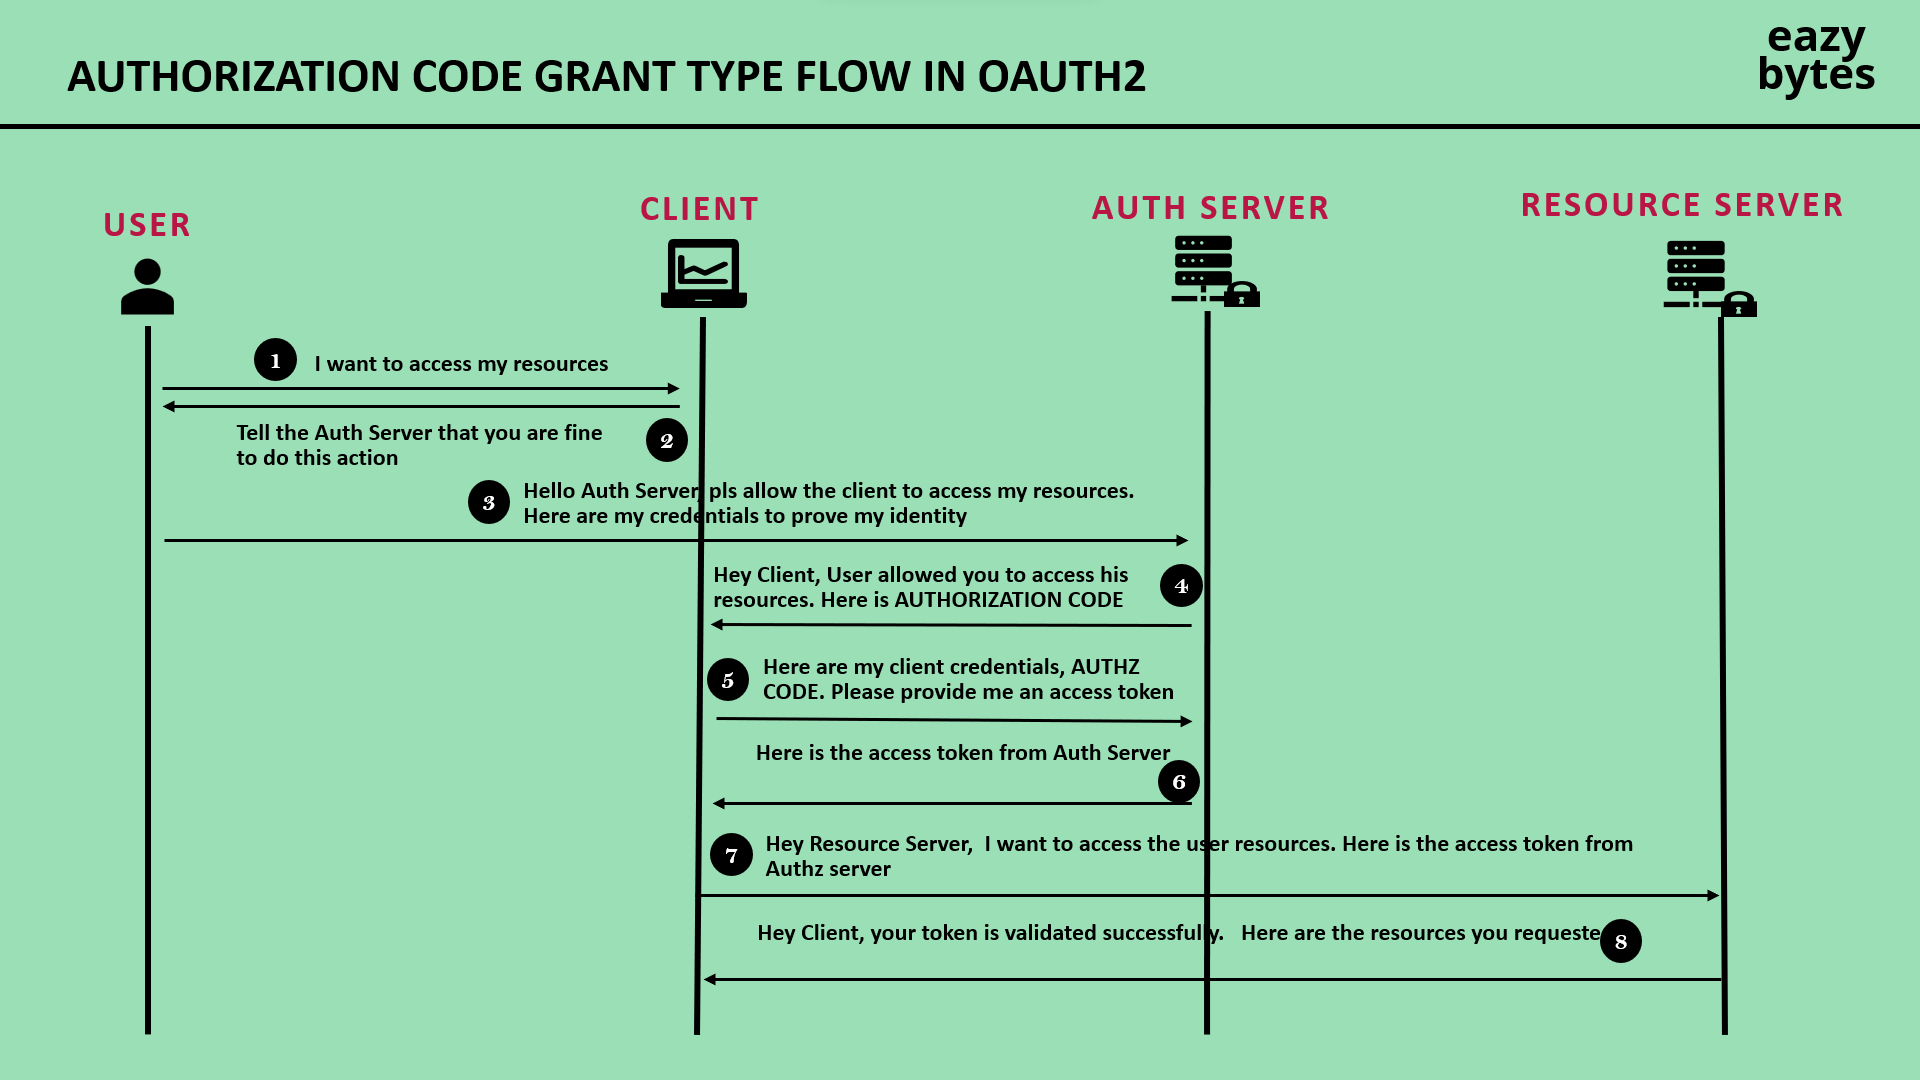 AUTHORIZATION CODE GRANT TYPE FLOW IN OAUTH2
eazy
bytes
USER
CLIENT
AUTH SERVER
RESOURCE SERVER
1
I want to access my resources
Tell the Auth Server that you are fine
to do this action
2
3
Hello Auth Server, pls allow the client to access my resources.
Here are my credentials to prove my identity
Hey Client, User allowed you to access his
resources. Here is AUTHORIZATION CODE
4
5
Here are my client credentials, AUTHZ
CODE. Please provide me an access token
Here is the access token from Auth Server
6
7
Hey Resource Server,  I want to access the user resources. Here is the access token from
Authz server
Hey Client, your token is validated successfully.   Here are the resources you requeste
8